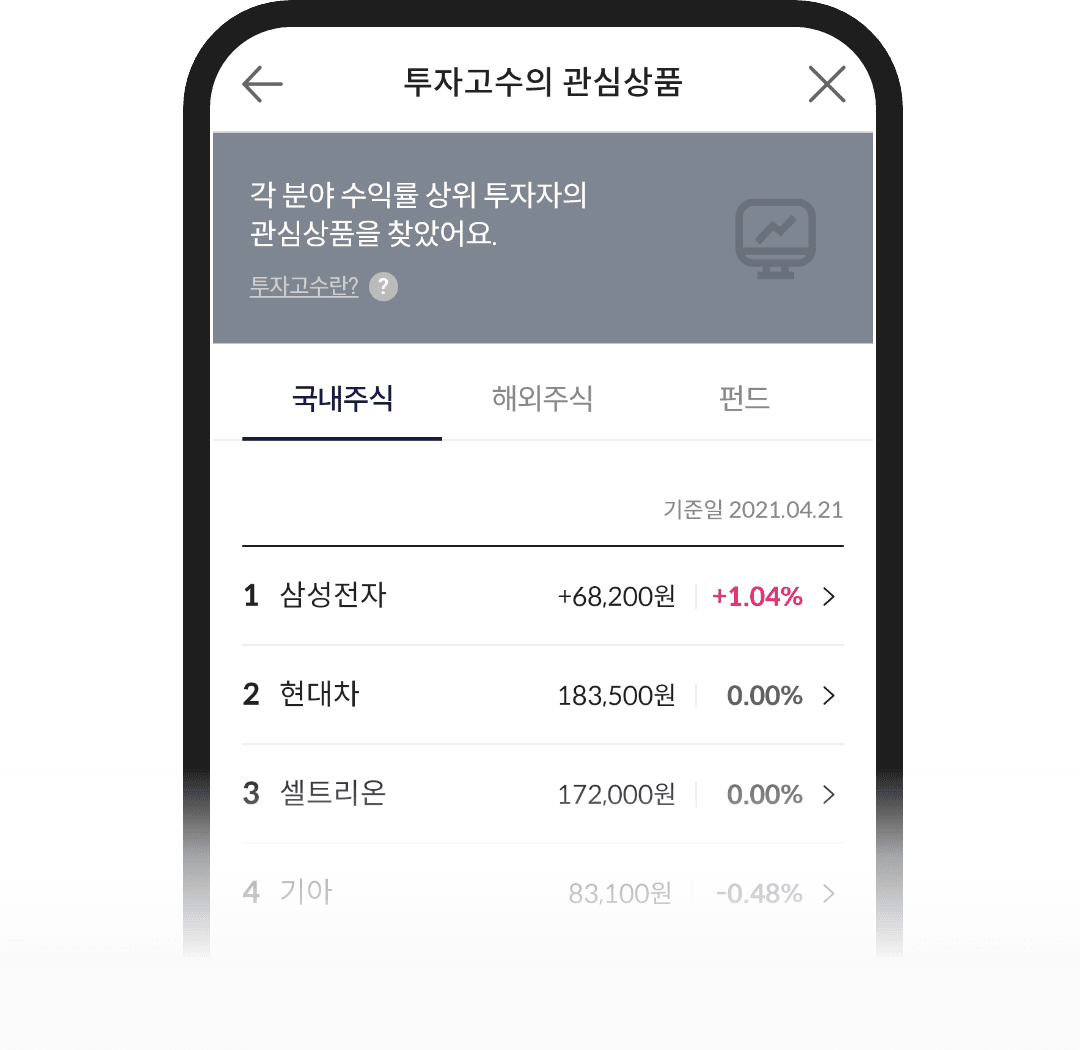 투자고수의 관심상품
각 분야 수익률 상위 투자자의
관심상품을 찾았어요.
투자고수란? ?
국내주식 해외주식 펀드
기준일 2021.04.21
1 삼성전자 +68,200원 +1.04%
2 현대차 183,500원 0.00%
3 셀트리온 172,000원 0.00%
4 기아 83,100원 -0.48%